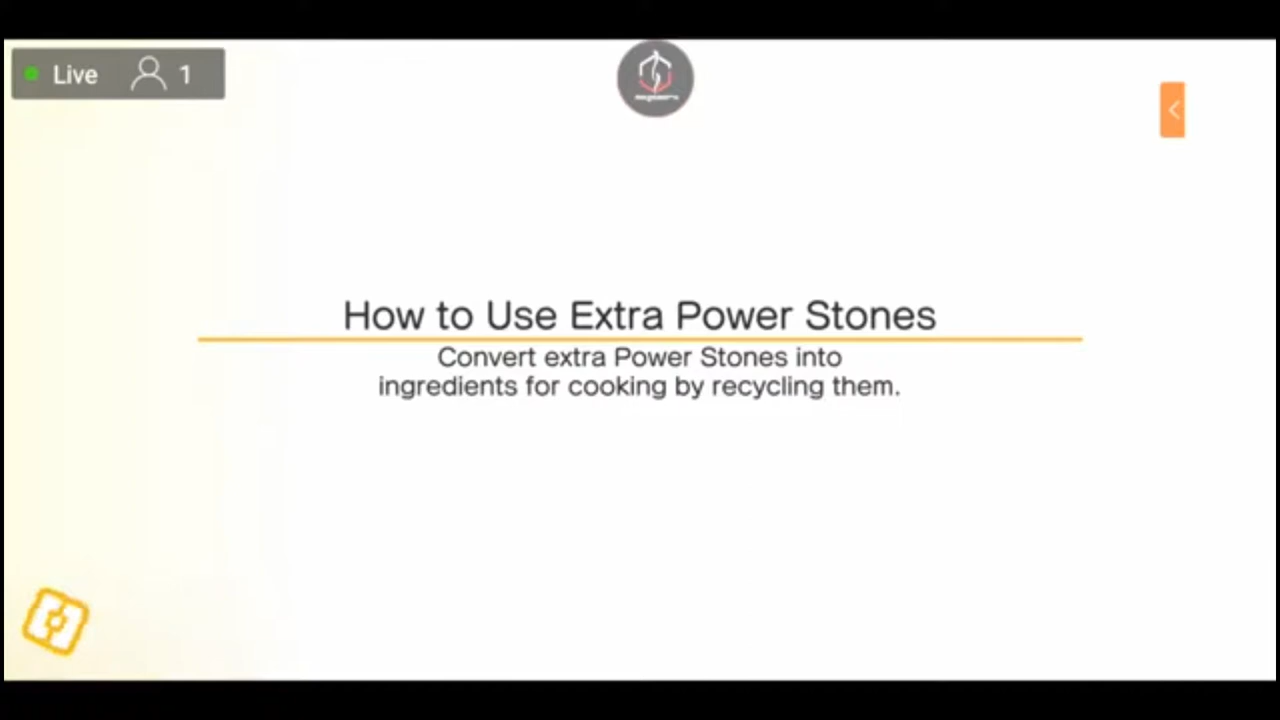 Live 1
How to Use Extra Power Stones
Convert extra Power Stones into
ingredients for cooking by recycling them.